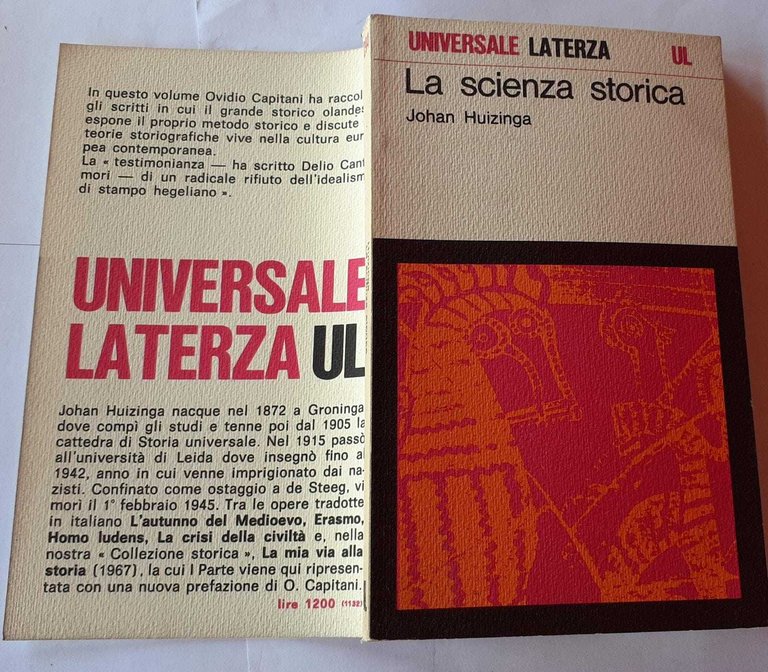 In questo volume Ovidio Capitani ha raccol
gli scritti in cui il grande storico olande
espone il proprio metodo storico e discute
teorie storiografiche vive nella cultura eur
pea contemporanea.
La « testimonianza — ha scritto Delio Cant
mori — di un radicale rifiuto dell'idealism
di stampo hegeliano ».
UNIVERSALE
LATERZA UL
Johan Huizinga nacque nel 1872 a Groninga
dove compì gli studi e tenne poi dal 1905 la
cattedra di Storia universale. Nel 1915 passò
all'università di Leida dove insegnò fino al
1942, anno in cui venne imprigionato dai na-
zisti. Confinato come ostaggio a de Steeg, vi
morì il 1° febbraio 1945. Tra le opere tradotte
in italiano L'autunno del Medioevo, Erasmo,
Homo ludens, La crisi della civiltà e, nella
nostra « Collezione storica », La mia via alla
storia (1967), la cui I Parte viene qui ripresen-
tata con una nuova prefazione di O. Capitani.
lire 1200 (1132)
UNIVERSALE LATERZA UL
La scienza storica
Johan Huizinga